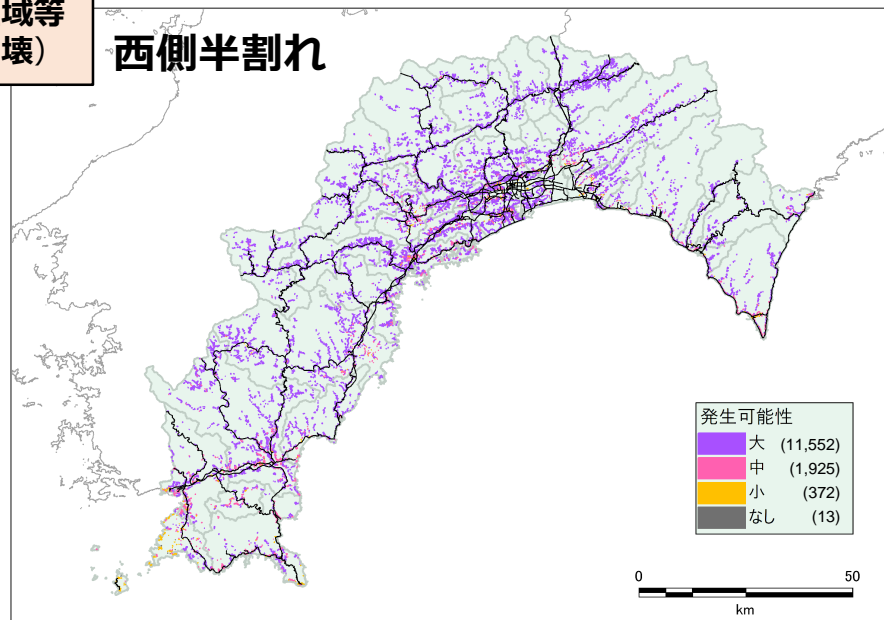 域等
壊）
西側半割れ
発生可能性
大 (11,552)
中 (1,925)
小 (372)
なし (13)
0 50
km